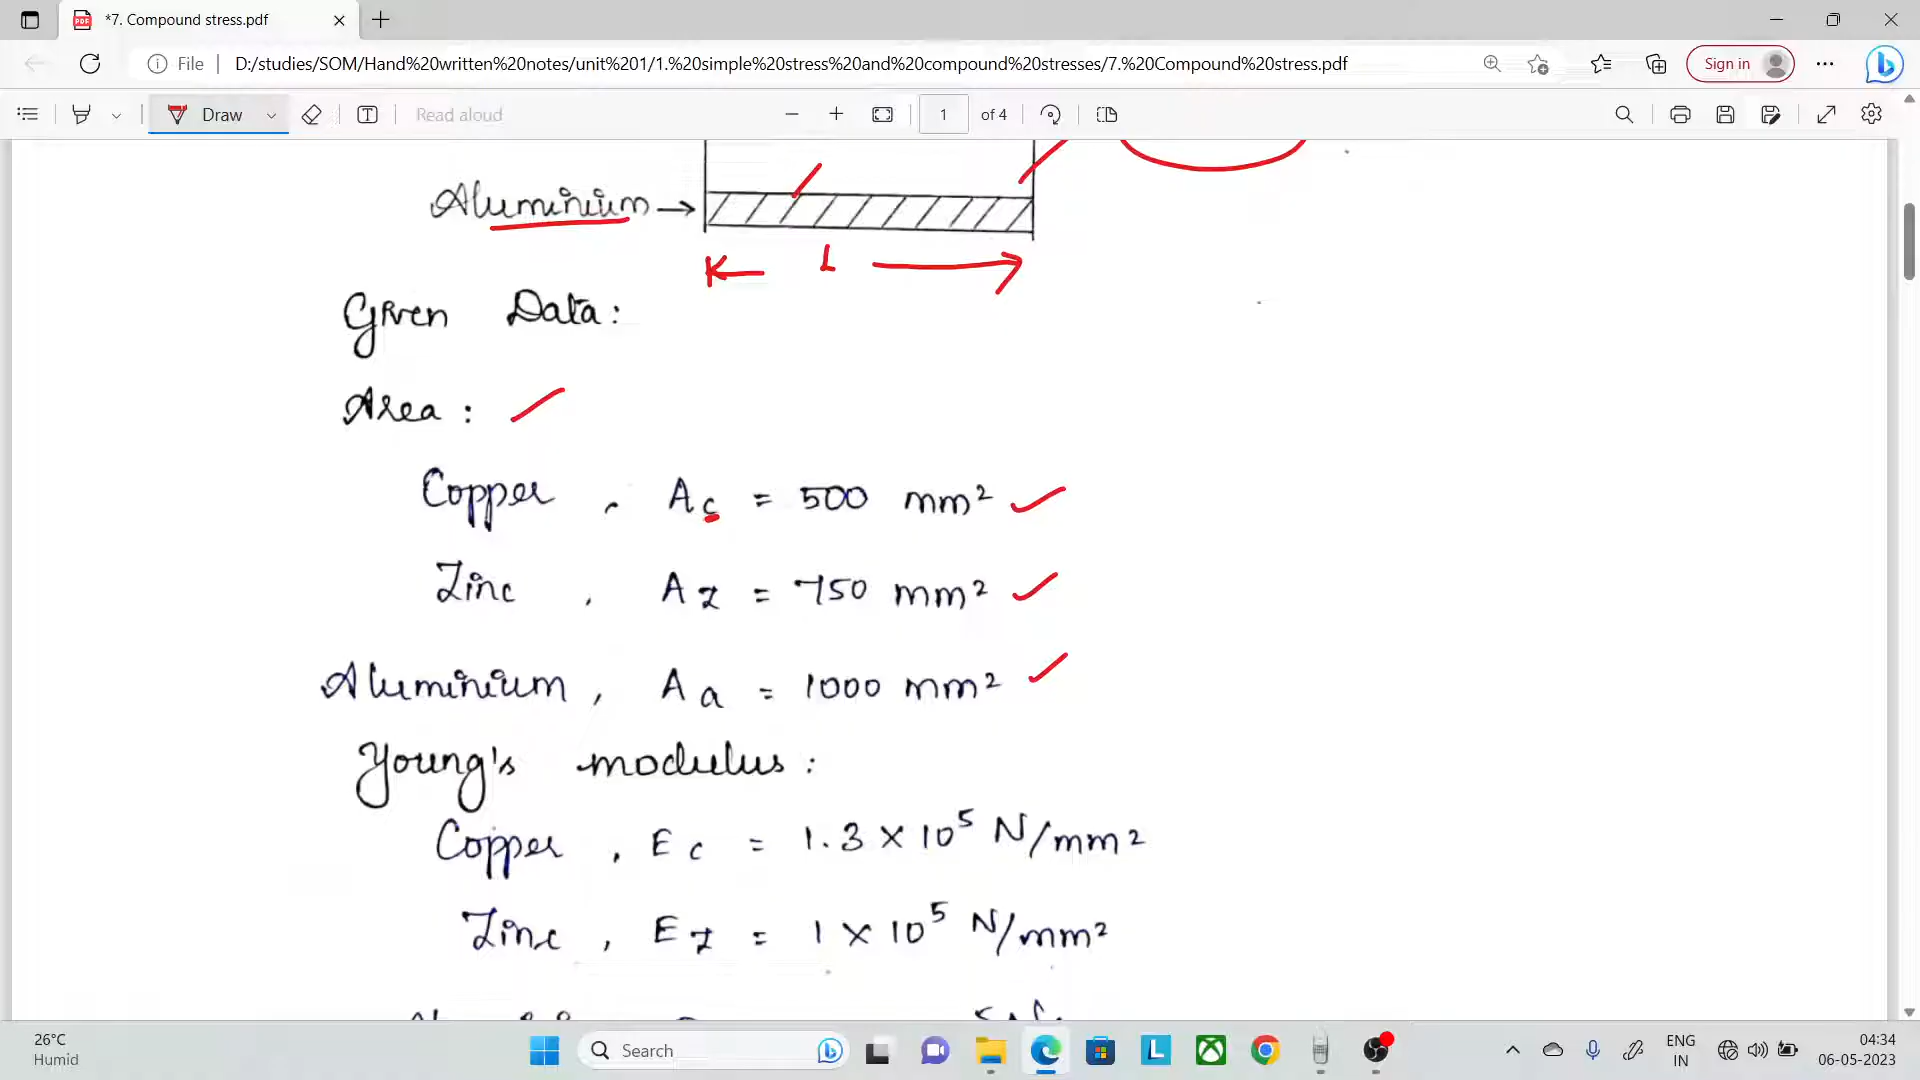 *7. Compound stress.pdf
File | D:/studies/SOM/Hand%20written%20notes/unit%201/1.%20simple%20stress%20and%20compound%20stresses/7.%20Compound%20stress.pdf
Sign in
Draw
Read aloud
1 of 4
Aluminium →
L
Given Data:
Area :
Copper , Ac = 500 mm²
Zinc , Az = 750 mm²
Aluminium , Aa = 1000 mm²
Young's modulus :
Copper , Ec = 1.3 × 10⁵ N/mm²
Zinc , Ez = 1 × 10⁵ N/mm²
26°C
Humid
Search
ENG
IN
04:34
06-05-2023